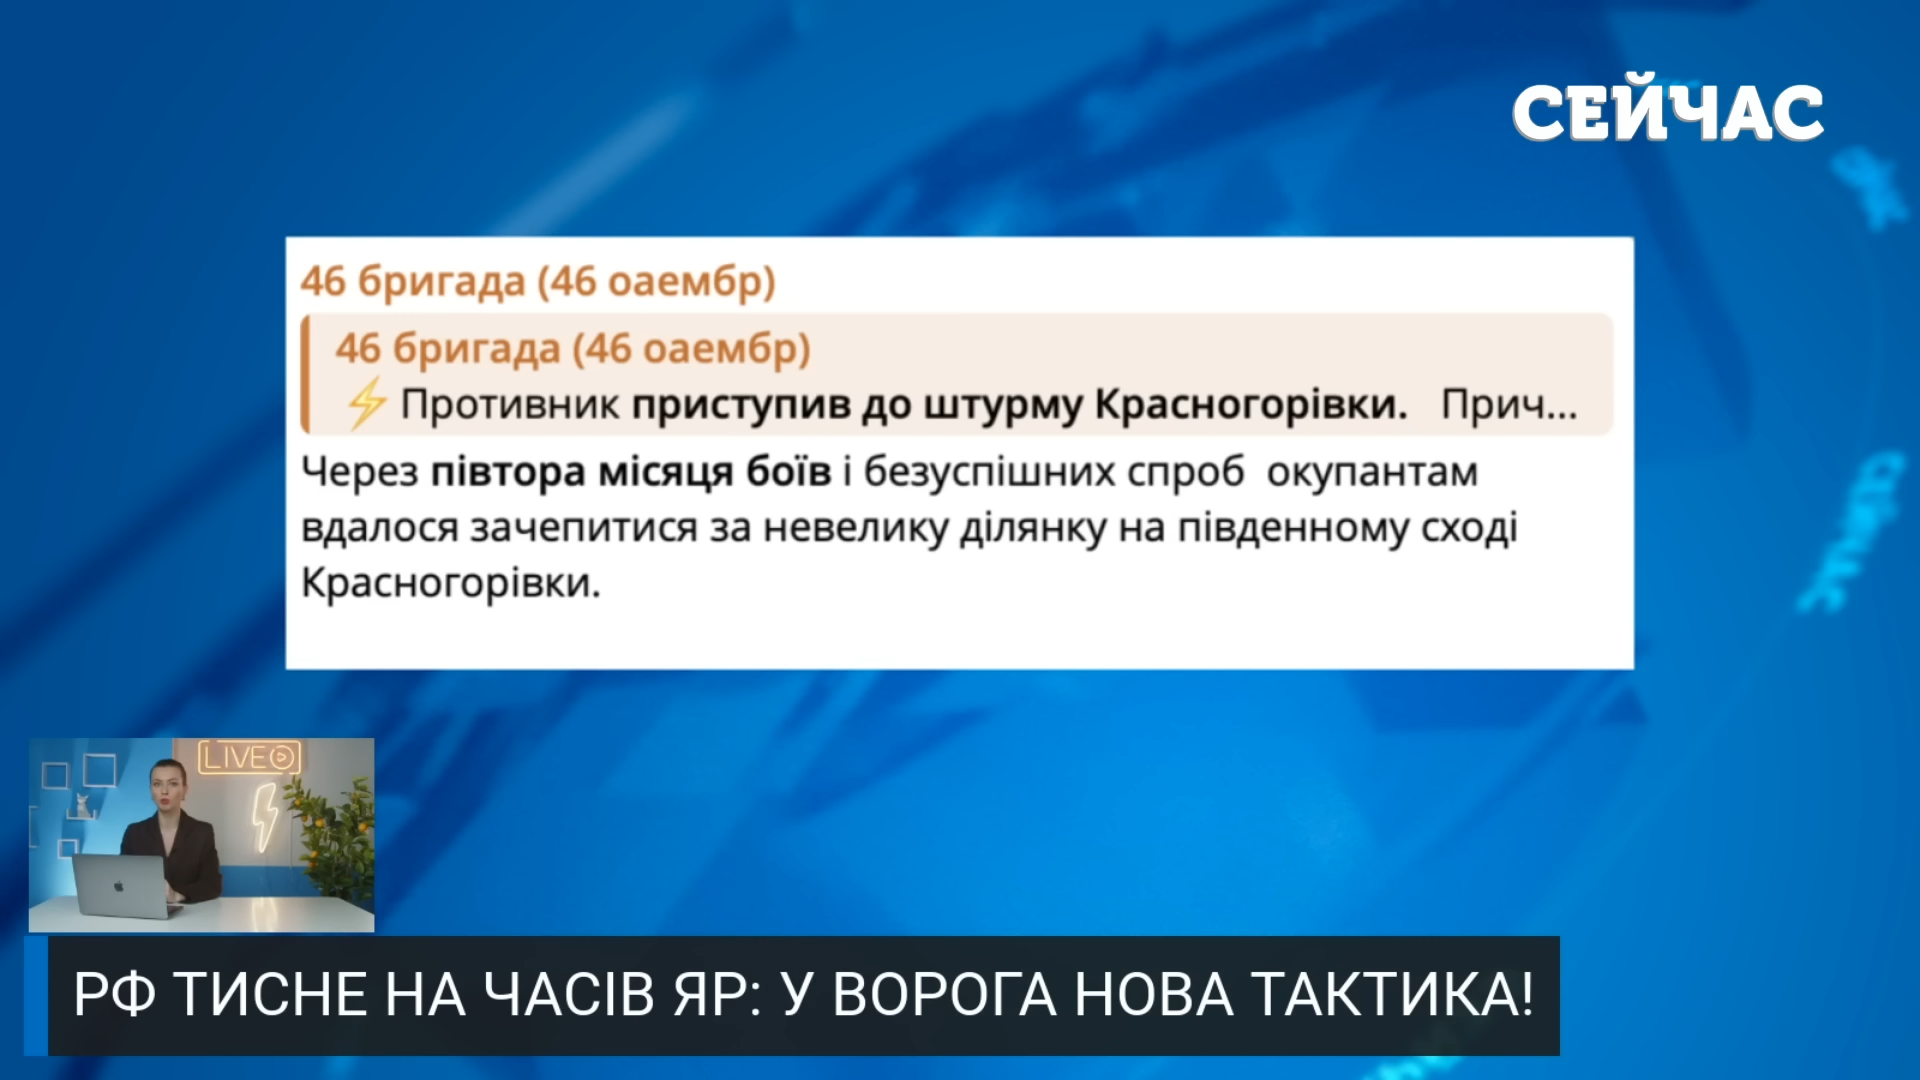 СЕЙЧАС
46 бригада (46 оаембр)
46 бригада (46 оаембр)
⚡ Противник приступив до штурму Красногорівки. Прич...
Через півтора місяця боїв і безуспішних спроб окупантам
вдалося зачепитися за невелику ділянку на південному сході
Красногорівки.
LIVE
РФ ТИСНЕ НА ЧАСІВ ЯР: У ВОРОГА НОВА ТАКТИКА!